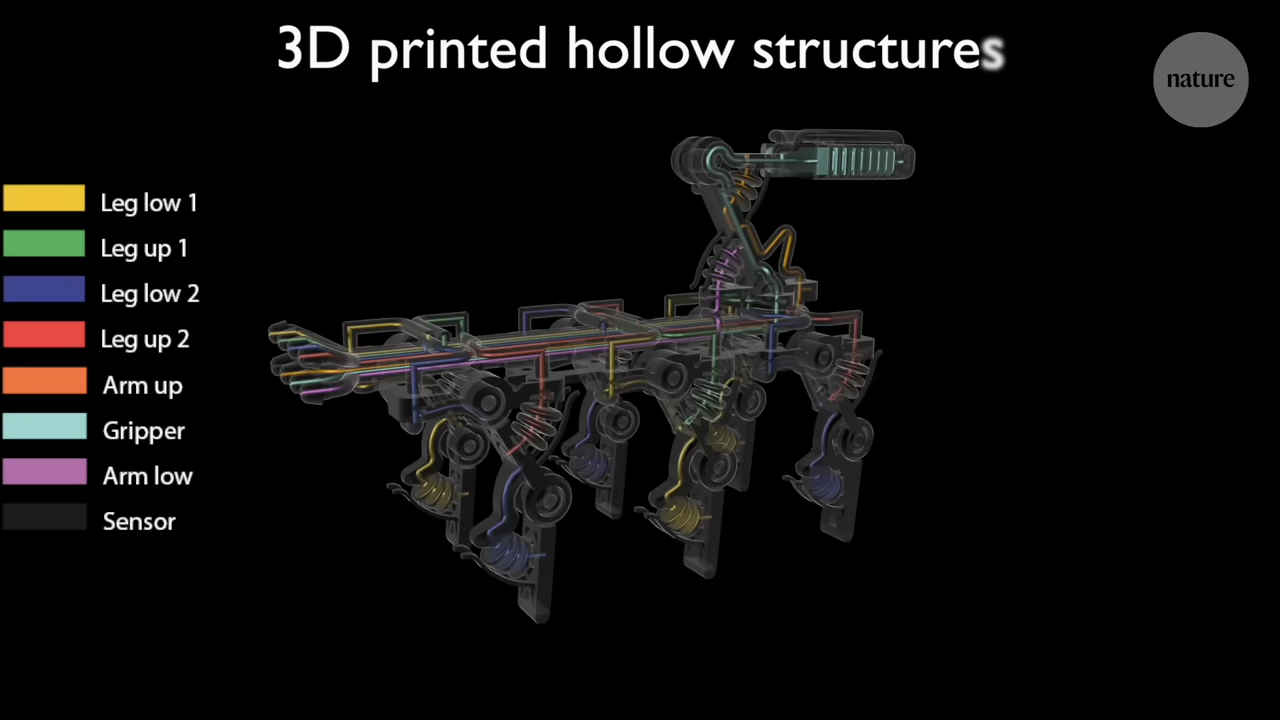 3D printed hollow structures
nature
Leg low 1
Leg up 1
Leg low 2
Leg up 2
Arm up
Gripper
Arm low
Sensor